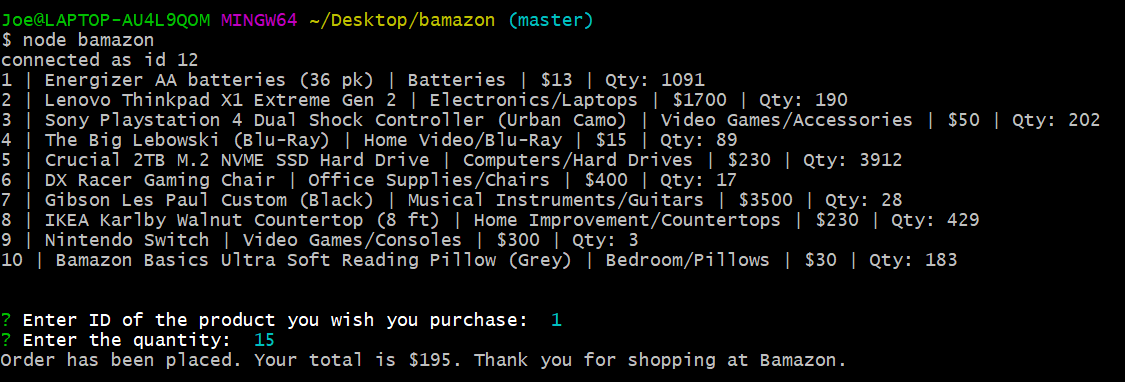 Joe@LAPTOP-AU4L9QOM MINGW64 ~/Desktop/bamazon (master)
$ node bamazon
connected as id 12
1 | Energizer AA batteries (36 pk) | Batteries | $13 | Qty: 1091
2 | Lenovo Thinkpad X1 Extreme Gen 2 | Electronics/Laptops | $1700 | Qty: 190
3 | Sony Playstation 4 Dual Shock Controller (Urban Camo) | Video Games/Accessories | $50 | Qty: 202
4 | The Big Lebowski (Blu-Ray) | Home Video/Blu-Ray | $15 | Qty: 89
5 | Crucial 2TB M.2 NVME SSD Hard Drive | Computers/Hard Drives | $230 | Qty: 3912
6 | DX Racer Gaming Chair | Office Supplies/Chairs | $400 | Qty: 17
7 | Gibson Les Paul Custom (Black) | Musical Instruments/Guitars | $3500 | Qty: 28
8 | IKEA Karlby Walnut Countertop (8 ft) | Home Improvement/Countertops | $230 | Qty: 429
9 | Nintendo Switch | Video Games/Consoles | $300 | Qty: 3
10 | Bamazon Basics Ultra Soft Reading Pillow (Grey) | Bedroom/Pillows | $30 | Qty: 183
? Enter ID of the product you wish you purchase:  1
? Enter the quantity:  15
Order has been placed. Your total is $195. Thank you for shopping at Bamazon.